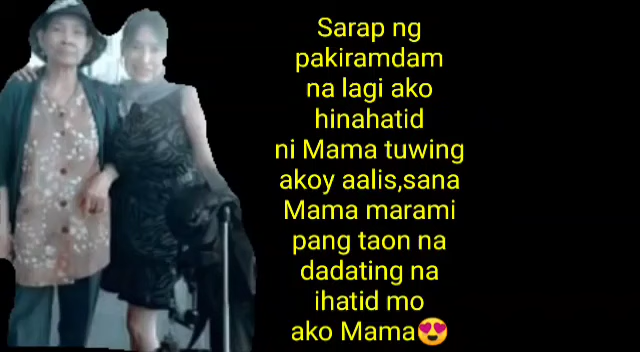 Sarap ng
pakiramdam
na lagi ako
hinahatid
ni Mama tuwing
akoy aalis,sana
Mama marami
pang taon na
dadating na
ihatid mo
ako Mama😍